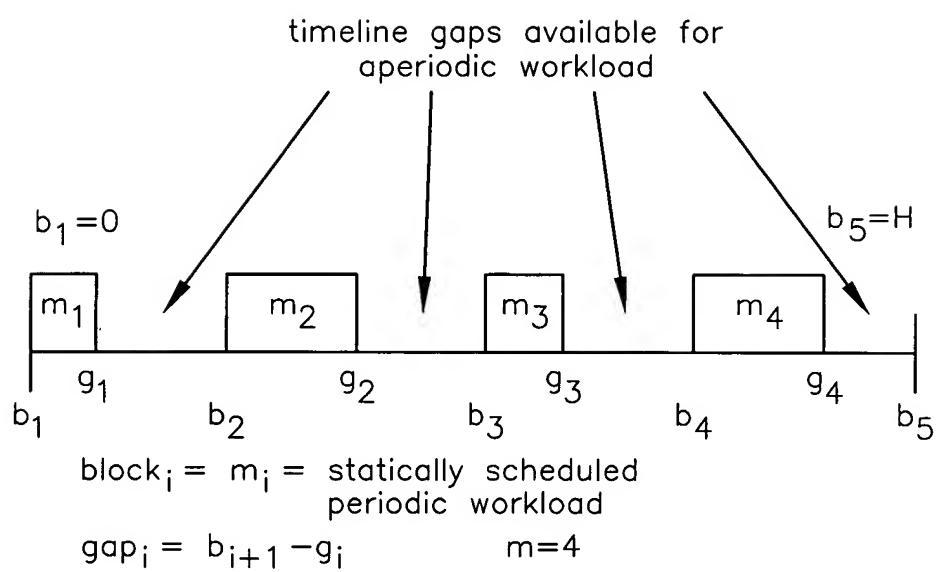 timeline gaps available for
aperiodic workload
b₁=0
b₅=H
m₁
m₂
m₃
m₄
g₁
g₂
g₃
g₄
b₁
b₂
b₃
b₄
b₅
blockᵢ = mᵢ = statically scheduled
periodic workload
gapᵢ = bᵢ₊₁ −gᵢ
m=4